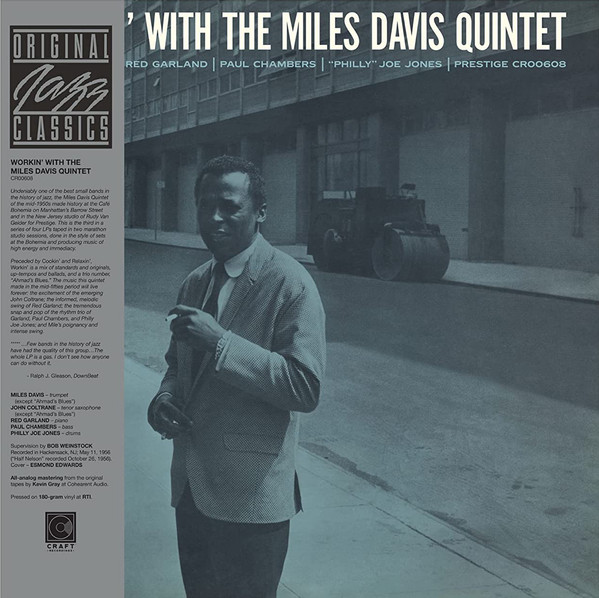 ' WITH THE MILES DAVIS QUINTET
RED GARLAND | PAUL CHAMBERS | "PHILLY" JOE JONES | PRESTIGE CR00608
ORIGINAL
Jazz
CLASSICS
WORKIN' WITH THE
MILES DAVIS QUINTET
CR00608
Undeniably one of the best small bands in
the history of jazz, the Miles Davis Quintet
of the mid-1950s made history at the Café
Bohemia on Manhattan's Barrow Street
and in the New Jersey studio of Rudy Van
Gelder for Prestige. This is the third in a
series of four LPs taped in two marathon
studio sessions, done in the style of sets
at the Bohemia and producing music of
high energy and immediacy.
Preceded by Cookin' and Relaxin',
Workin' is a mix of standards and originals,
up-tempos and ballads, and a trio number,
"Ahmad's Blues." The music this quintet
made in the mid-fifties period will live
forever: the excitement of the emerging
John Coltrane; the informed, melodic
swing of Red Garland; the tremendous
snap and pop of the rhythm trio of
Garland, Paul Chambers, and Philly
Joe Jones; and Mile's poignancy and
intense swing.
***** ...Few bands in the history of jazz
have had the quality of this group...The
whole LP is a gas. I don't see how anyone
can do without it.
- Ralph J. Gleason, DownBeat
MILES DAVIS – trumpet
(except "Ahmad's Blues")
JOHN COLTRANE – tenor saxophone
(except "Ahmad's Blues")
RED GARLAND – piano
PAUL CHAMBERS – bass
PHILLY JOE JONES – drums
Supervision by BOB WEINSTOCK
Recorded in Hackensack, NJ; May 11, 1956
("Half Nelson" recorded October 26, 1956).
Cover – ESMOND EDWARDS
All-analog mastering from the original
tapes by Kevin Gray at Cohearent Audio.
Pressed on 180-gram vinyl at RTI.
CRAFT
RECORDINGS